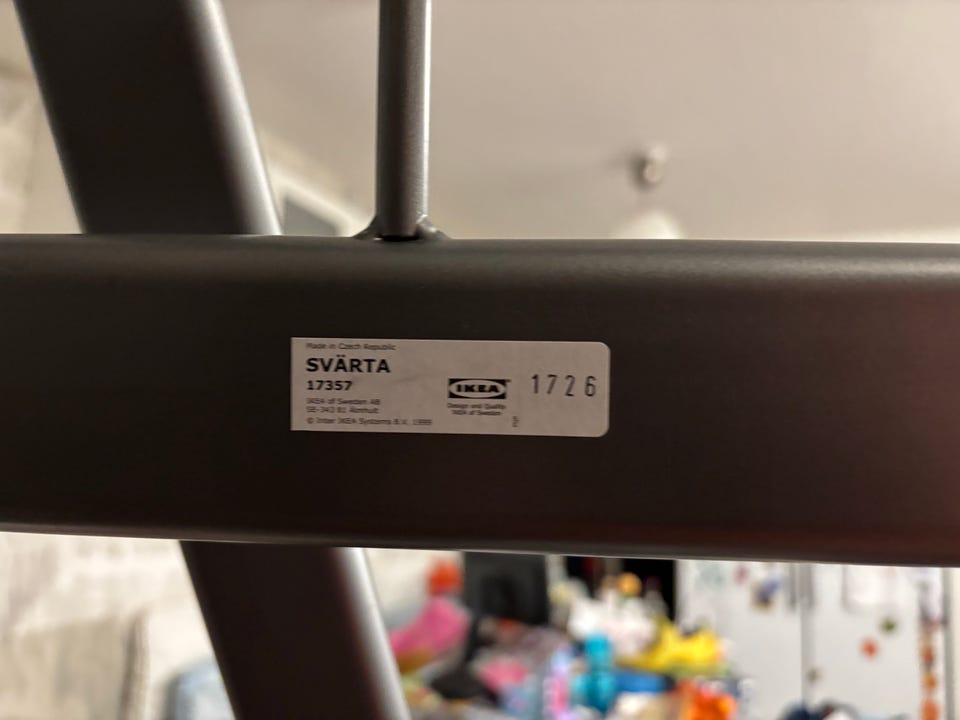 Made in Czech Republic
SVÄRTA
17357
IKEA of Sweden AB
SE-343 81 Älmhult
© Inter IKEA Systems B.V. 1999
IKEA
Design and Quality
IKEA of Sweden
1726